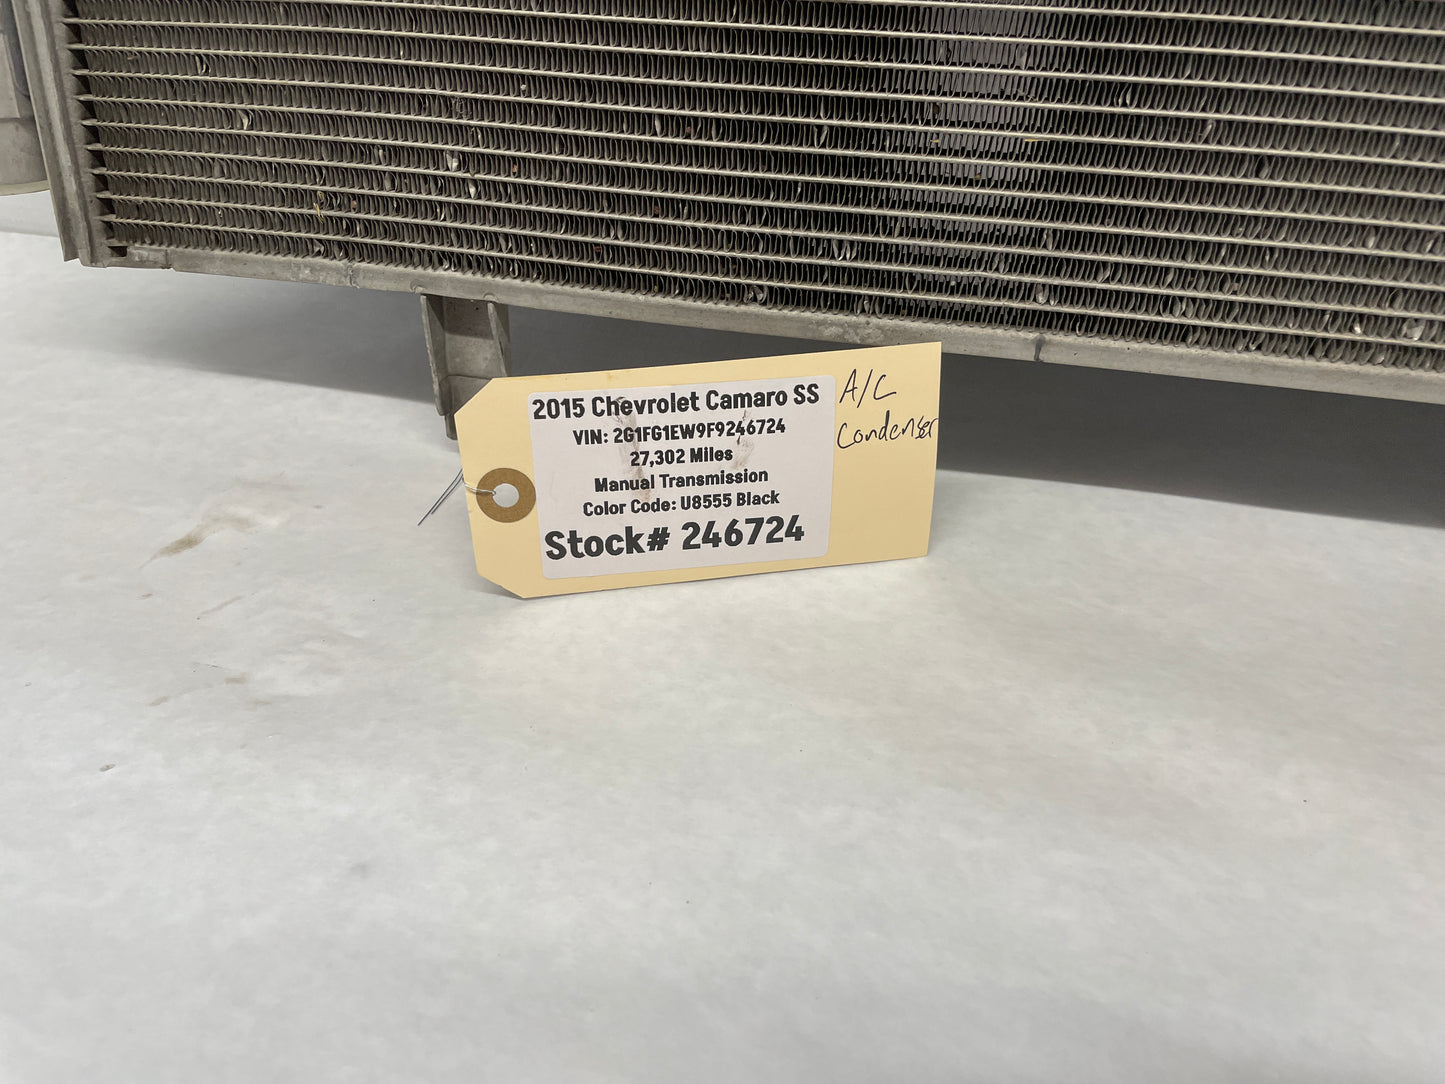 2015 Chevrolet Camaro SS
VIN: 2G1FG1EW9F9246724
27,302 Miles
Manual Transmission
Color Code: U8555 Black
Stock# 246724
A/C
Condenser